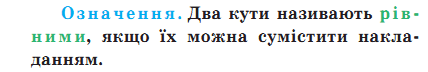 Означення. Два кути називають рів-
ними, якщо їх можна сумістити накла-
данням.